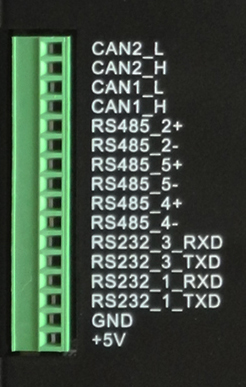 CAN2_L
CAN2_H
CAN1_L
CAN1_H
RS485_2+
RS485_2-
RS485_5+
RS485_5-
RS485_4+
RS485_4-
RS232_3_RXD
RS232_3_TXD
RS232_1_RXD
RS232_1_TXD
GND
+5V